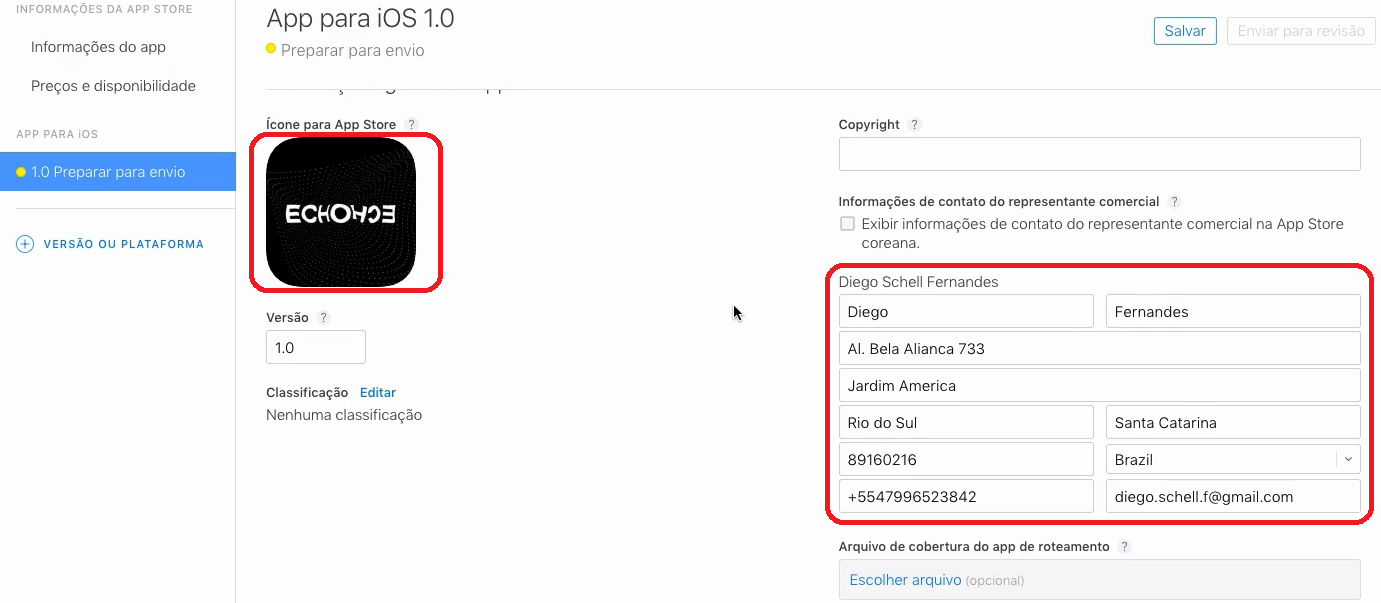 INFORMAÇÕES DA APP STORE
Informações do app
Preços e disponibilidade
APP PARA iOS
1.0 Preparar para envio
VERSÃO OU PLATAFORMA
App para iOS 1.0
Preparar para envio
Salvar
Enviar para revisão
Ícone para App Store ?
ECHO
Versão ?
1.0
Classificação Editar
Nenhuma classificação
Copyright ?
Informações de contato do representante comercial ?
Exibir informações de contato do representante comercial na App Store
coreana.
Diego Schell Fernandes
Diego
Fernandes
Al. Bela Alianca 733
Jardim America
Rio do Sul
Santa Catarina
89160216
Brazil
+5547996523842
diego.schell.f@gmail.com
Arquivo de cobertura do app de roteamento ?
Escolher arquivo (opcional)